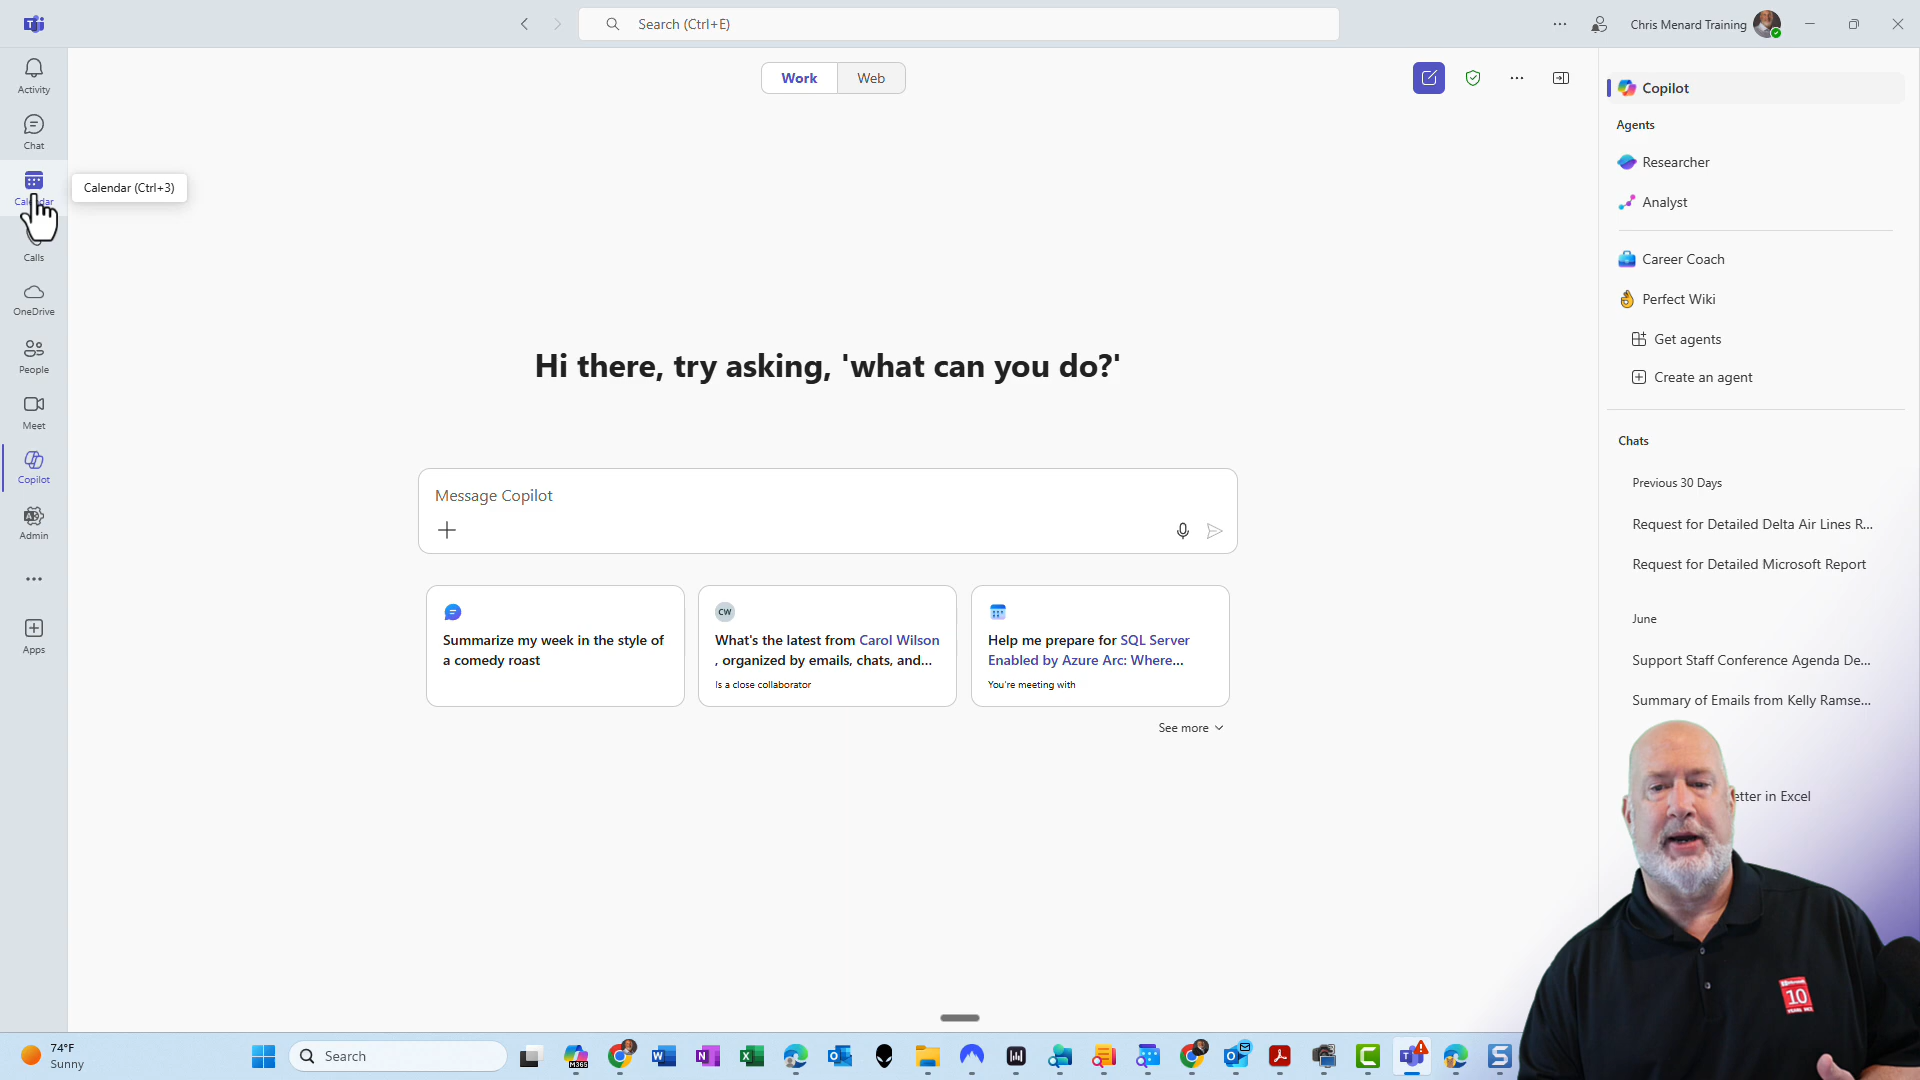 Search (Ctrl+E)
Chris Menard Training
Activity
Chat
Calendar
Calendar (Ctrl+3)
Calls
OneDrive
People
Meet
Copilot
Admin
Apps
Work
Web
Hi there, try asking, 'what can you do?'
Message Copilot
Summarize my week in the style of
a comedy roast
CW
What's the latest from Carol Wilson
, organized by emails, chats, and...
Is a close collaborator
Help me prepare for SQL Server
Enabled by Azure Arc: Where...
You're meeting with
See more
Copilot
Agents
Researcher
Analyst
Career Coach
Perfect Wiki
Get agents
Create an agent
Chats
Previous 30 Days
Request for Detailed Delta Air Lines R...
Request for Detailed Microsoft Report
June
Support Staff Conference Agenda De...
Summary of Emails from Kelly Ramse...
etter in Excel
10
74°F
Sunny
Search
M365